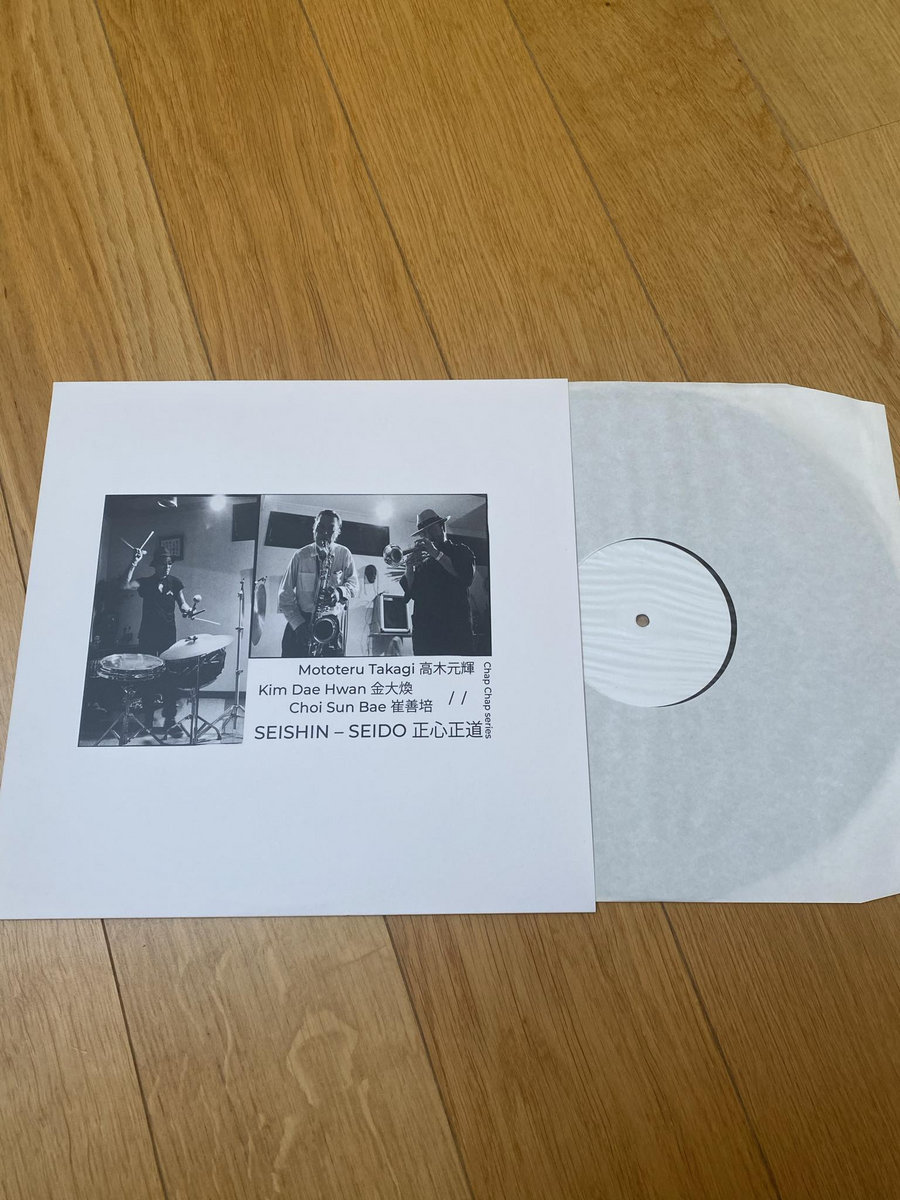 Mototeru Takagi 高木元輝
Kim Dae Hwan 金大煥
Choi Sun Bae 崔善培
//
SEISHIN – SEIDO 正心正道
Chap Chap series